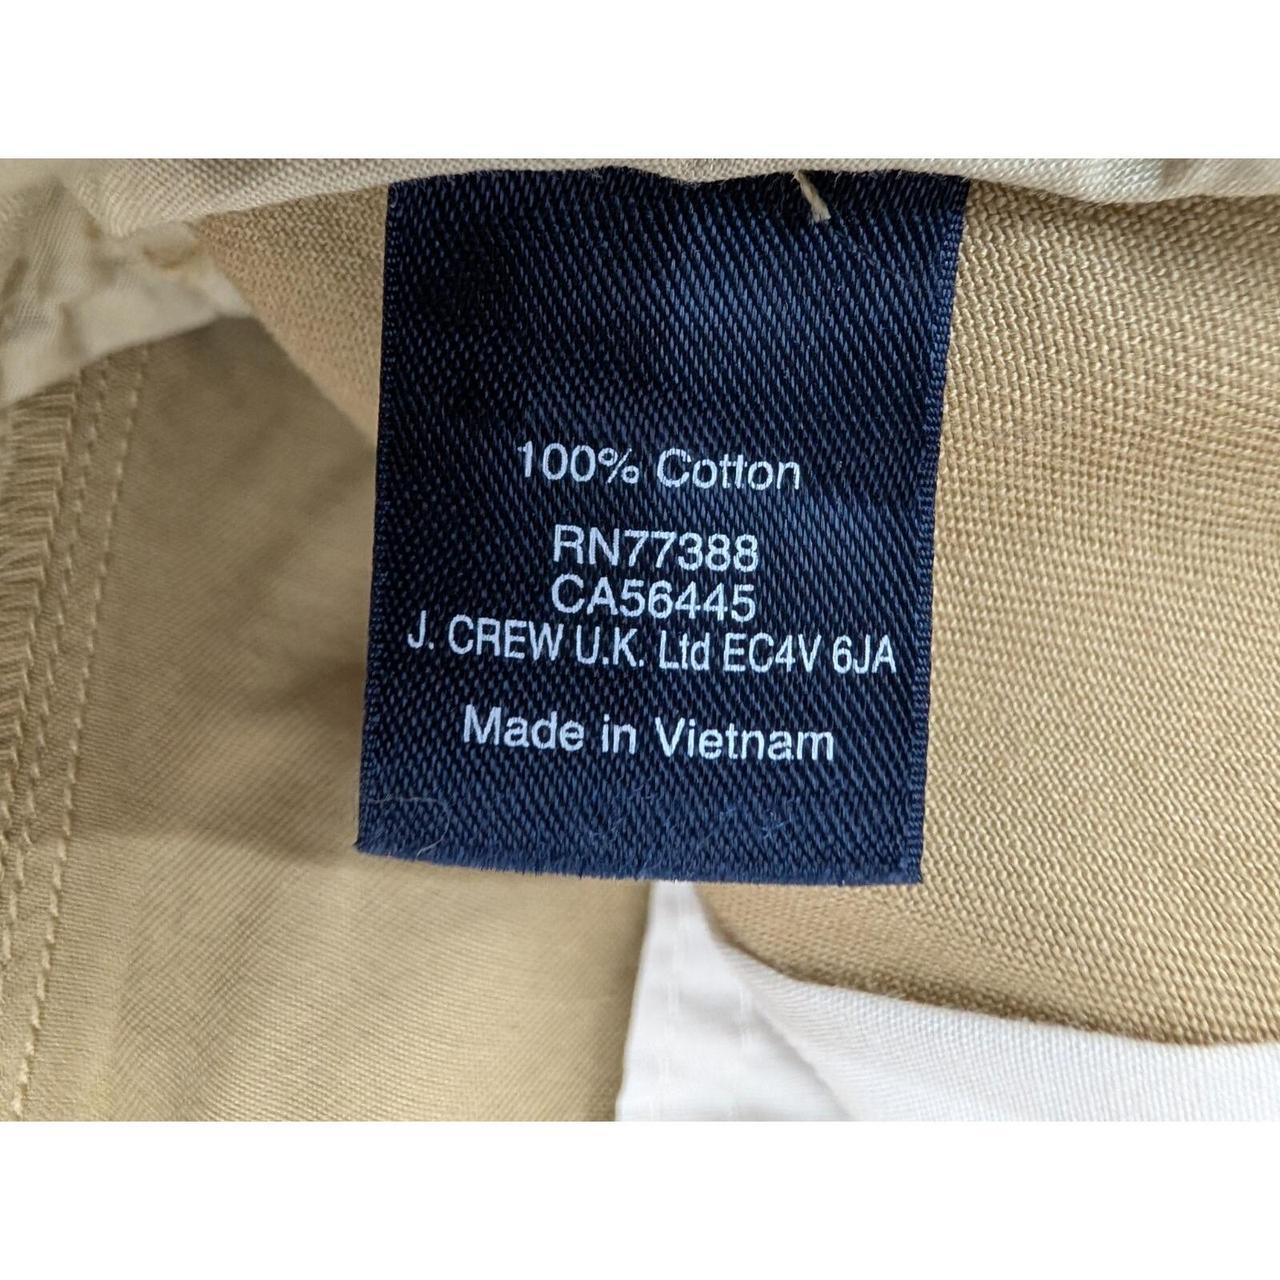 100% Cotton
RN77388
CA56445
J. CREW U.K. Ltd EC4V 6JA
Made in Vietnam